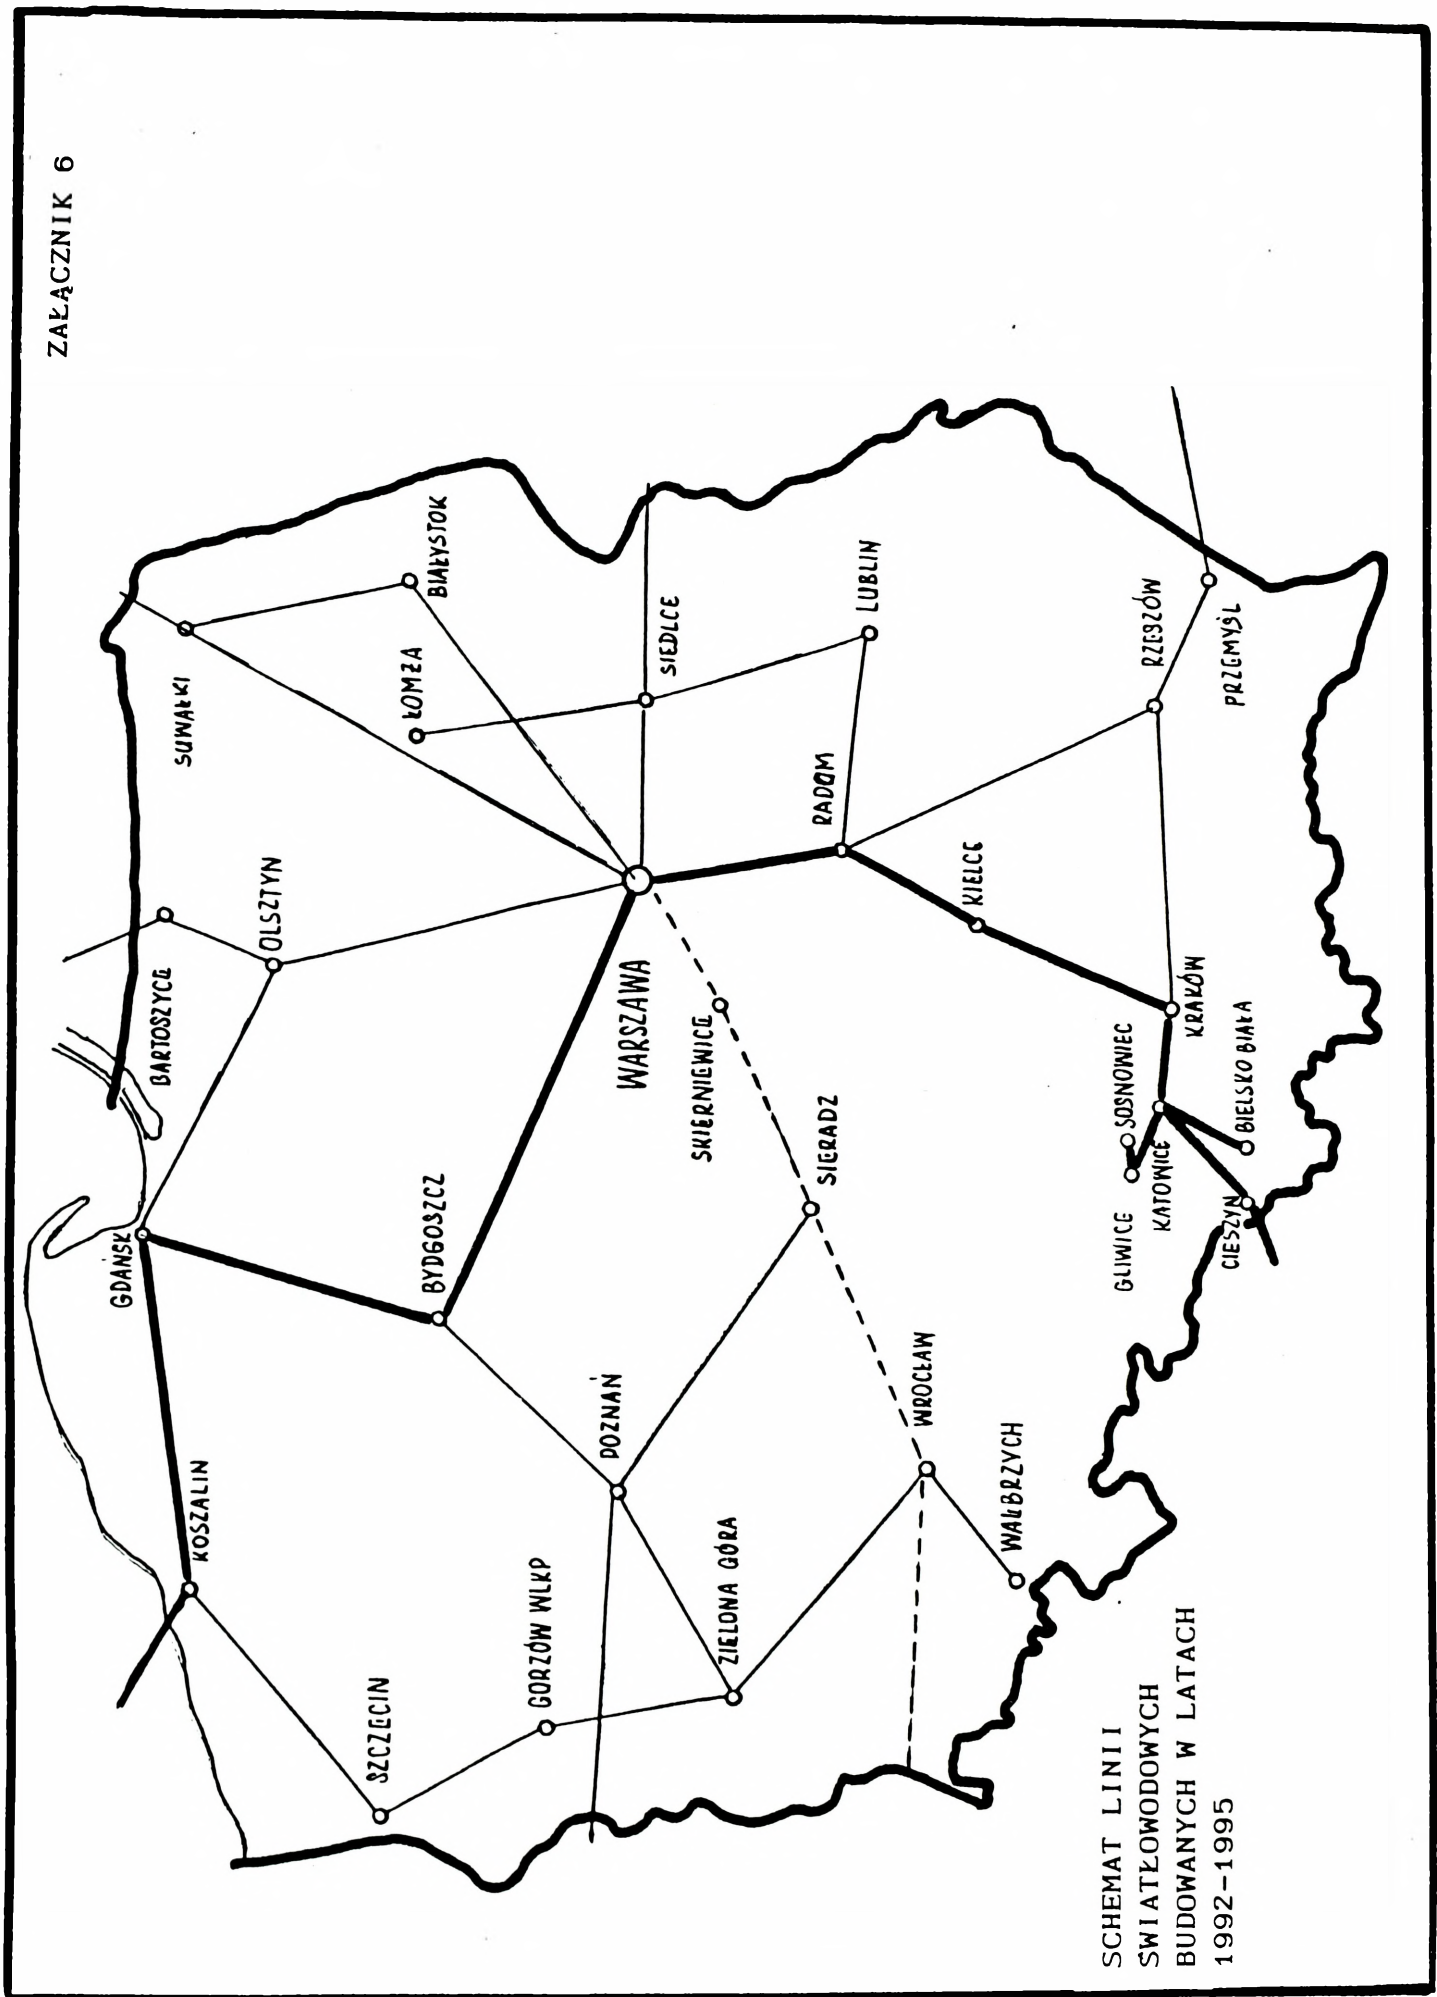 ZAŁĄCZNIK 6
GDAŃSK
KOSZALIN
BARTOSZYCE
SUWAŁKI
OLSZTYN
SZCZECIN
ŁOMŻA
BIAŁYSTOK
BYDGOSZCZ
GORZÓW WLKP
POZNAŃ
WARSZAWA
SIEDLCE
ZIELONA GÓRA
SKIERNIEWICE
SIERADZ
RADOM
LUBLIN
WROCŁAW
KIELCE
WAŁBRZYCH
GLIWICE
SOSNOWIEC
KATOWICE
KRAKÓW
RZESZÓW
CIESZYN
BIELSKO BIAŁA
PRZEMYŚL
SCHEMAT LINII
ŚWIATŁOWODOWYCH
BUDOWANYCH W LATACH
1992-1995